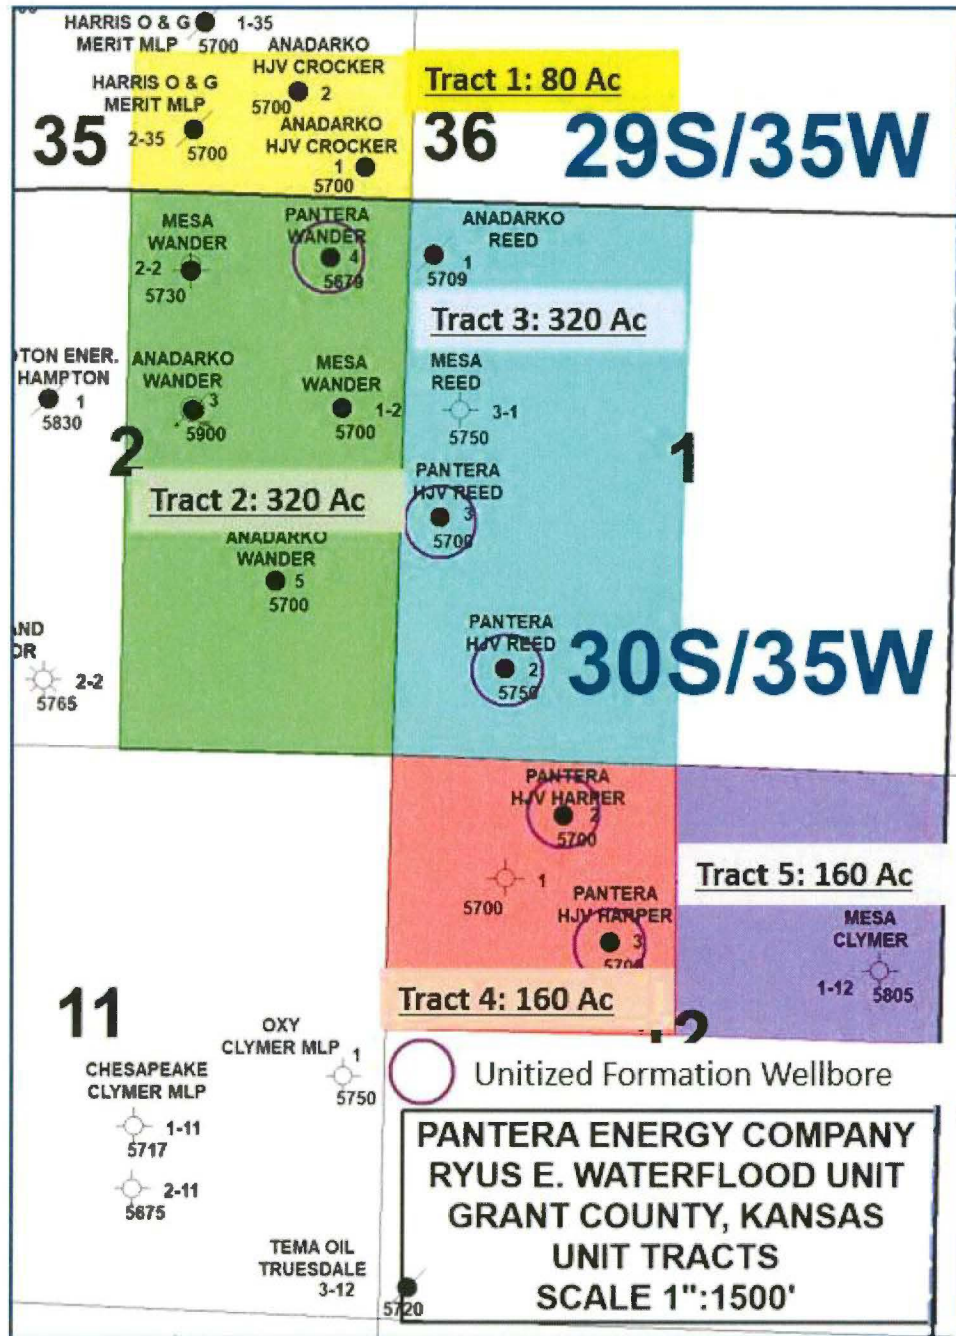 HARRIS O & G 1-35
MERIT MLP 5700
ANADARKO
HJV CROCKER
5700 2
HARRIS O & G
MERIT MLP
2-35 5700
ANADARKO
HJV CROCKER
1
5700
Tract 1: 80 Ac
35
36
29S/35W
MESA
WANDER
2-2
5730
PANTERA
WANDER
4
5679
ANADARKO
REED
1
5709
Tract 3: 320 Ac
TON ENER.
HAMPTON
1
5830
ANADARKO
WANDER
3
5900
MESA
WANDER
1-2
5700
MESA
REED
3-1
5750
2
1
PANTERA
HJV REED
3
5700
Tract 2: 320 Ac
ANADARKO
WANDER
5
5700
AND
OR
2-2
5765
PANTERA
HJV REED
2
5750
30S/35W
PANTERA
HJV HARPER
2
5700
1
5700
PANTERA
HJV HARPER
3
Tract 5: 160 Ac
MESA
CLYMER
1-12 5805
Tract 4: 160 Ac
11
OXY
CLYMER MLP 1
5750
CHESAPEAKE
CLYMER MLP
1-11
5717
2-11
5675
Unitized Formation Wellbore
PANTERA ENERGY COMPANY
RYUS E. WATERFLOOD UNIT
GRANT COUNTY, KANSAS
UNIT TRACTS
SCALE 1":1500'
TEMA OIL
TRUESDALE
3-12
5720